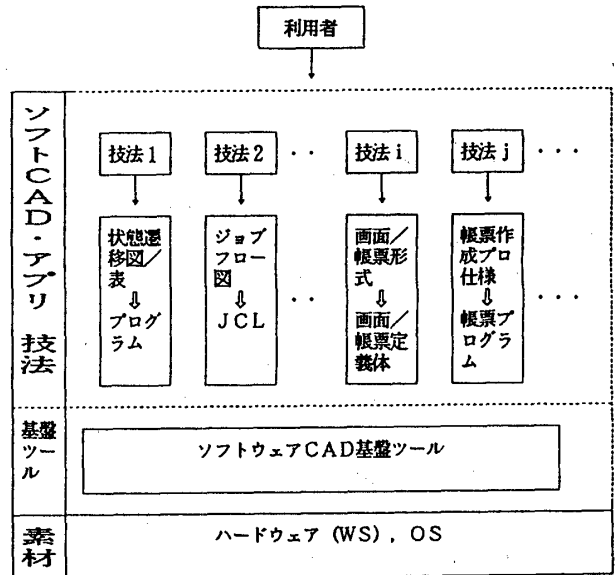 利用者
ソフトCAD・アプリ 技法
技法1
技法2
・・
技法i
技法j
・・・
状態遷
移図/
表
⇩
プログ
ラム
ジョブ
フロー
図
⇩
JCL
・・
画面/
帳票形
式
⇩
画面/
帳票定
義体
帳票作
成プロ
仕様
⇩
帳票プ
ログラ
ム
・・・
基盤
ツー
ル
ソフトウェアCAD基盤ツール
素
材
ハードウェア(WS),OS